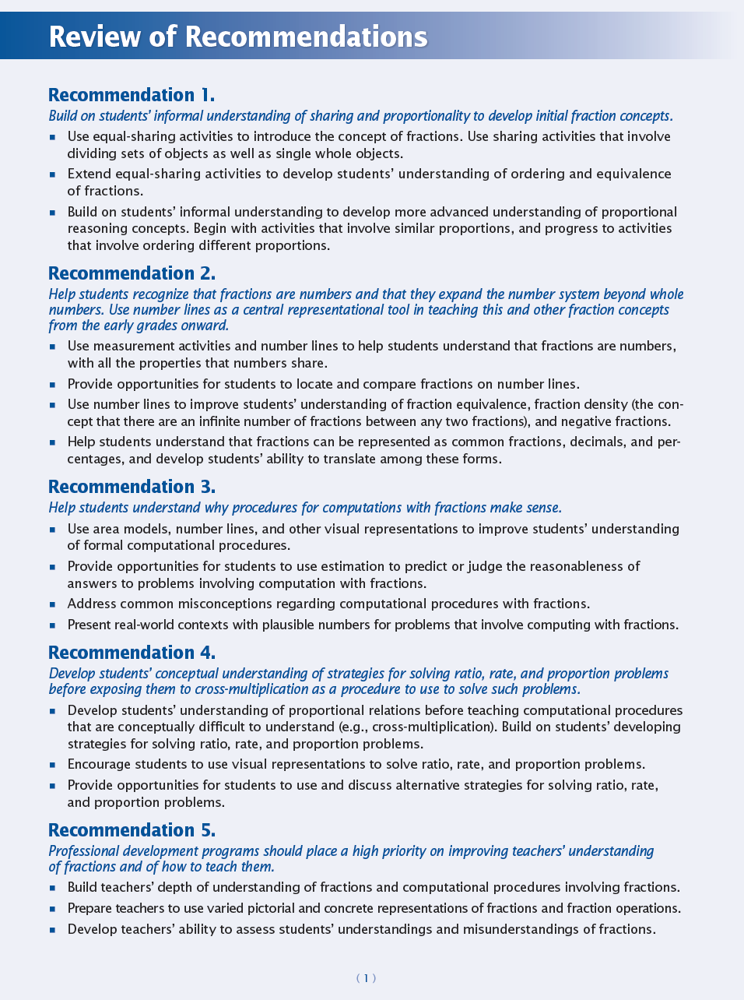 Review of Recommendations
Recommendation 1.
Build on students’ informal understanding of sharing and proportionality to develop initial fraction concepts.
▪ Use equal-sharing activities to introduce the concept of fractions. Use sharing activities that involve
dividing sets of objects as well as single whole objects.
▪ Extend equal-sharing activities to develop students’ understanding of ordering and equivalence
of fractions.
▪ Build on students’ informal understanding to develop more advanced understanding of proportional
reasoning concepts. Begin with activities that involve similar proportions, and progress to activities
that involve ordering different proportions.
Recommendation 2.
Help students recognize that fractions are numbers and that they expand the number system beyond whole
numbers. Use number lines as a central representational tool in teaching this and other fraction concepts
from the early grades onward.
▪ Use measurement activities and number lines to help students understand that fractions are numbers,
with all the properties that numbers share.
▪ Provide opportunities for students to locate and compare fractions on number lines.
▪ Use number lines to improve students’ understanding of fraction equivalence, fraction density (the con-
cept that there are an infinite number of fractions between any two fractions), and negative fractions.
▪ Help students understand that fractions can be represented as common fractions, decimals, and per-
centages, and develop students’ ability to translate among these forms.
Recommendation 3.
Help students understand why procedures for computations with fractions make sense.
▪ Use area models, number lines, and other visual representations to improve students’ understanding
of formal computational procedures.
▪ Provide opportunities for students to use estimation to predict or judge the reasonableness of
answers to problems involving computation with fractions.
▪ Address common misconceptions regarding computational procedures with fractions.
▪ Present real-world contexts with plausible numbers for problems that involve computing with fractions.
Recommendation 4.
Develop students’ conceptual understanding of strategies for solving ratio, rate, and proportion problems
before exposing them to cross-multiplication as a procedure to use to solve such problems.
▪ Develop students’ understanding of proportional relations before teaching computational procedures
that are conceptually difficult to understand (e.g., cross-multiplication). Build on students’ developing
strategies for solving ratio, rate, and proportion problems.
▪ Encourage students to use visual representations to solve ratio, rate, and proportion problems.
▪ Provide opportunities for students to use and discuss alternative strategies for solving ratio, rate,
and proportion problems.
Recommendation 5.
Professional development programs should place a high priority on improving teachers’ understanding
of fractions and of how to teach them.
▪ Build teachers’ depth of understanding of fractions and computational procedures involving fractions.
▪ Prepare teachers to use varied pictorial and concrete representations of fractions and fraction operations.
▪ Develop teachers’ ability to assess students’ understandings and misunderstandings of fractions.
( 1 )